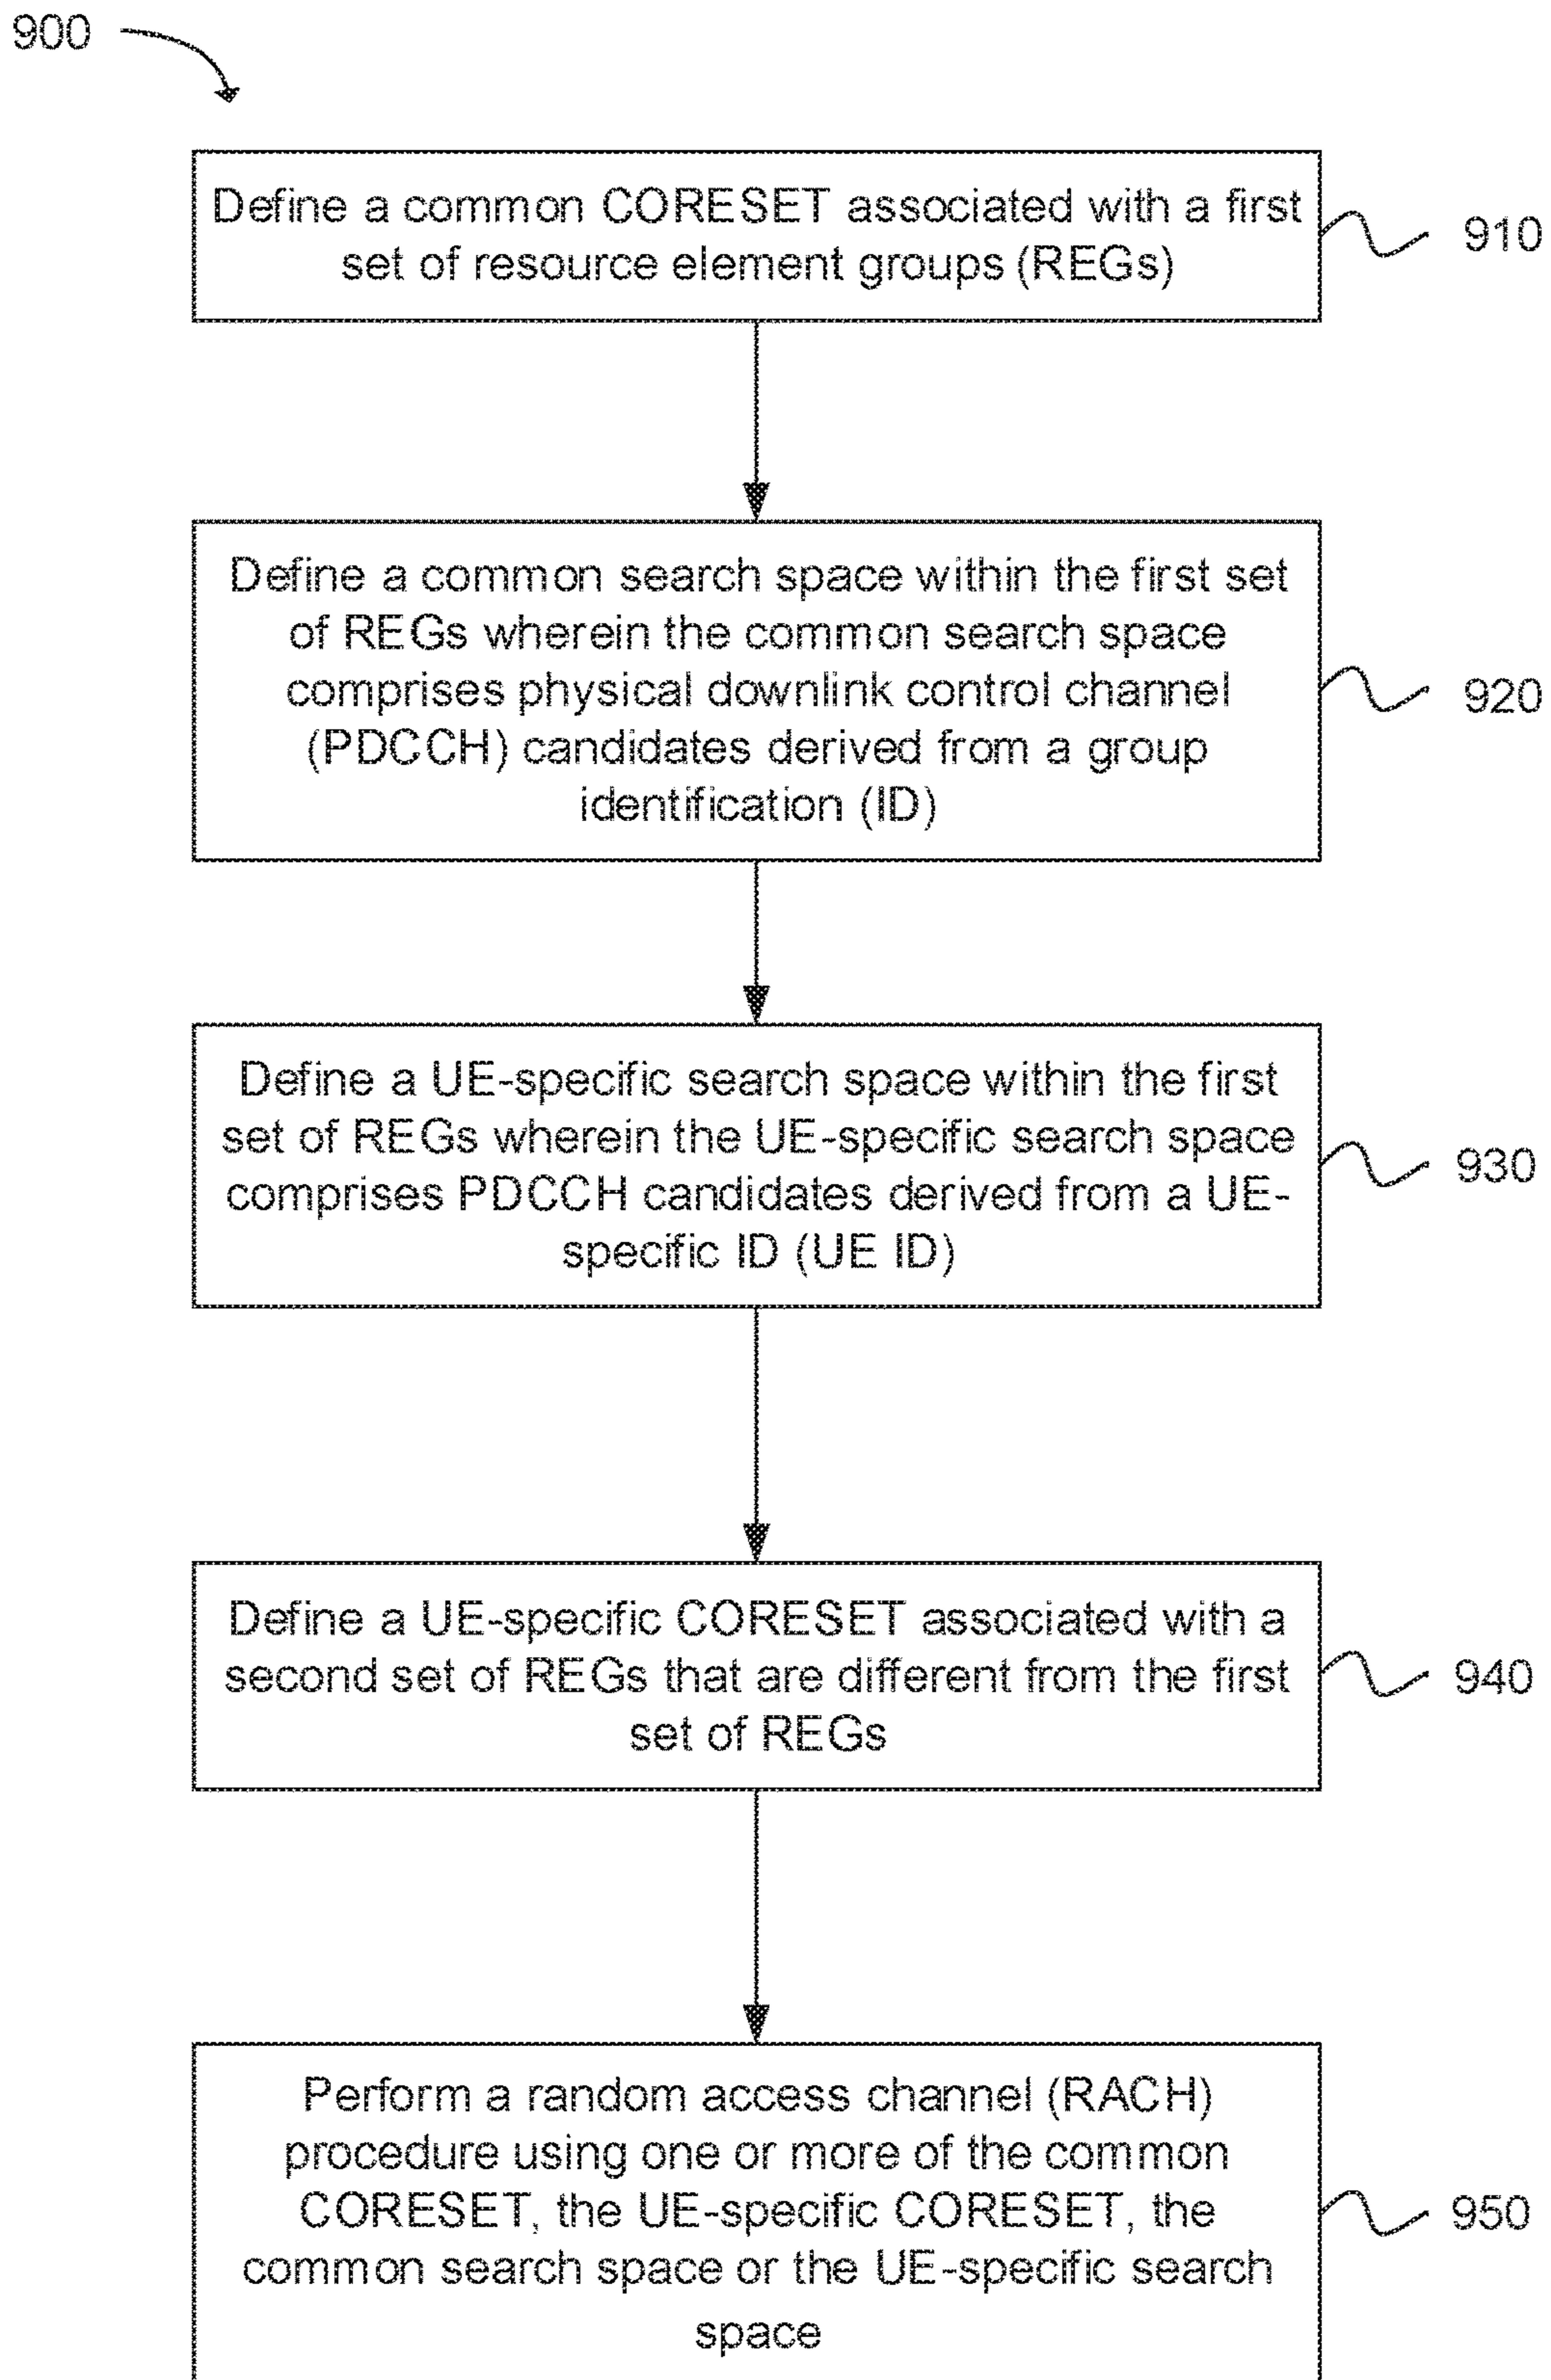 900
Define a common CORESET associated with a first
set of resource element groups (REGs)
910
Define a common search space within the first set
of REGs wherein the common search space
comprises physical downlink control channel
(PDCCH) candidates derived from a group
identification (ID)
920
Define a UE-specific search space within the first
set of REGs wherein the UE-specific search space
comprises PDCCH candidates derived from a UE-
specific ID (UE ID)
930
Define a UE-specific CORESET associated with a
second set of REGs that are different from the first
set of REGs
940
Perform a random access channel (RACH)
procedure using one or more of the common
CORESET, the UE-specific CORESET, the
common search space or the UE-specific search
space
950